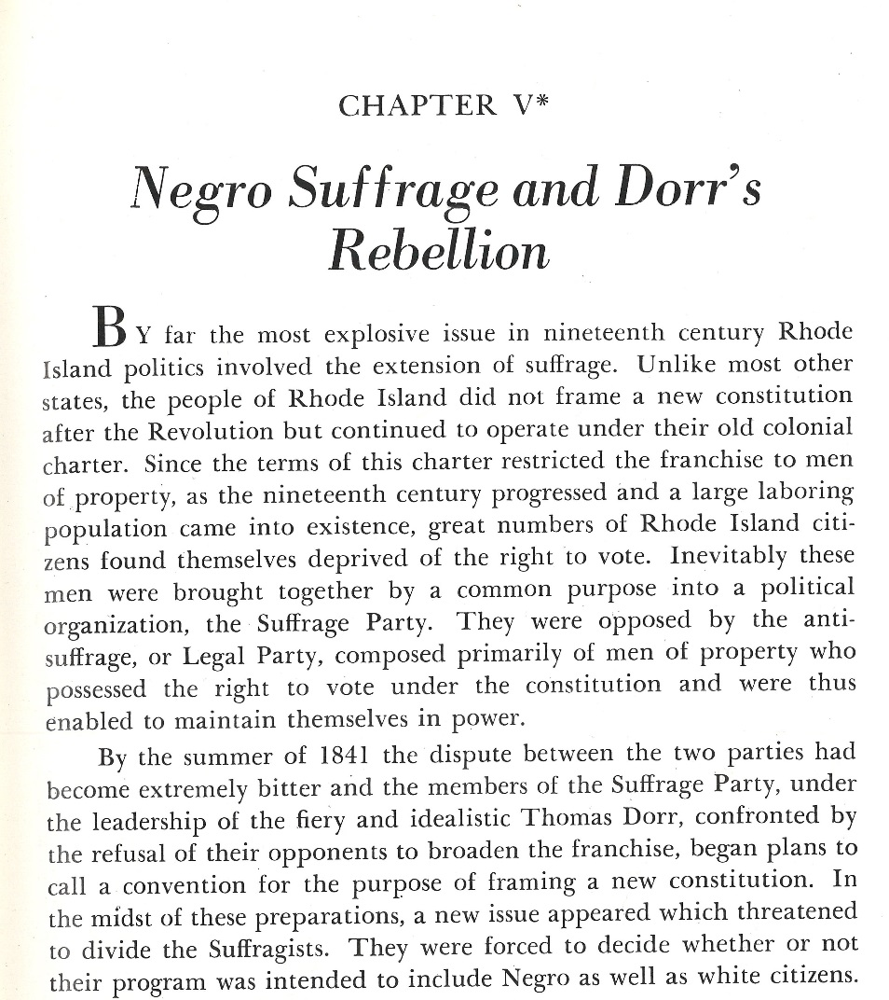 CHAPTER V*
Negro Suffrage and Dorr's
Rebellion
BY far the most explosive issue in nineteenth century Rhode
Island politics involved the extension of suffrage. Unlike most other
states, the people of Rhode Island did not frame a new constitution
after the Revolution but continued to operate under their old colonial
charter. Since the terms of this charter restricted the franchise to men
of property, as the nineteenth century progressed and a large laboring
population came into existence, great numbers of Rhode Island citi-
zens found themselves deprived of the right to vote. Inevitably these
men were brought together by a common purpose into a political
organization, the Suffrage Party. They were opposed by the anti-
suffrage, or Legal Party, composed primarily of men of property who
possessed the right to vote under the constitution and were thus
enabled to maintain themselves in power.
By the summer of 1841 the dispute between the two parties had
become extremely bitter and the members of the Suffrage Party, under
the leadership of the fiery and idealistic Thomas Dorr, confronted by
the refusal of their opponents to broaden the franchise, began plans to
call a convention for the purpose of framing a new constitution. In
the midst of these preparations, a new issue appeared which threatened
to divide the Suffragists. They were forced to decide whether or not
their program was intended to include Negro as well as white citizens.